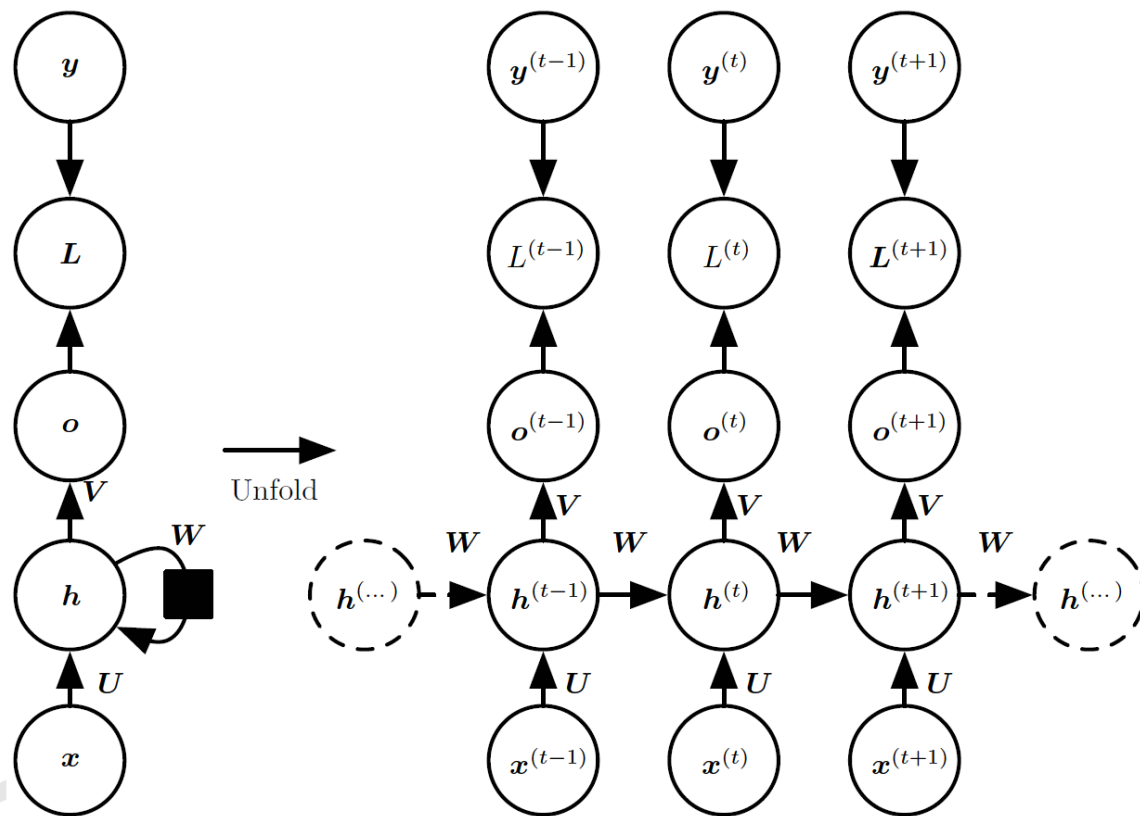 y y^(t−1) y^(t) y^(t+1)
L L^(t−1) L^(t) L^(t+1)
o o^(t−1) o^(t) o^(t+1)
Unfold
V V V V
W W W W W
h h^(...) h^(t−1) h^(t) h^(t+1) h^(...)
U U U U
x x^(t−1) x^(t) x^(t+1)